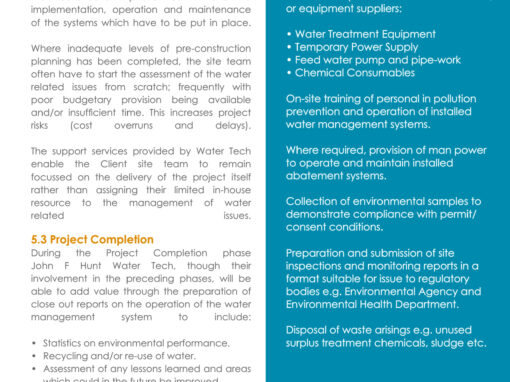 implementation, operation and maintenance
of the systems which have to be put in place.
Where inadequate levels of pre-construction
planning has been completed, the site team
often have to start the assessment of the water
related issues from scratch; frequently with
poor budgetary provision being available
and/or insufficient time. This increases project
risks (cost overruns and delays).
The support services provided by Water Tech
enable the Client site team to remain
focussed on the delivery of the project itself
rather than assigning their limited in-house
resource to the management of water
related issues.
5.3 Project Completion
During the Project Completion phase
John F Hunt Water Tech, though their
involvement in the preceding phases, will be
able to add value through the preparation of
close out reports on the operation of the water
management system to include:
• Statistics on environmental performance.
• Recycling and/or re-use of water.
• Assessment of any lessons learned and areas
which could in the future be improved
or equipment suppliers:
• Water Treatment Equipment
• Temporary Power Supply
• Feed water pump and pipe-work
• Chemical Consumables
On-site training of personal in pollution
prevention and operation of installed
water management systems.
Where required, provision of man power
to operate and maintain installed
abatement systems.
Collection of environmental samples to
demonstrate compliance with permit/
consent conditions.
Preparation and submission of site
inspections and monitoring reports in a
format suitable for issue to regulatory
bodies e.g. Environmental Agency and
Environmental Health Department.
Disposal of waste arisings e.g. unused
surplus treatment chemicals, sludge etc.